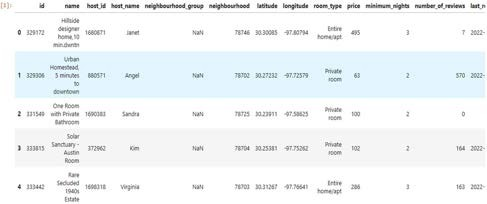 [1]:
id name host_id host_name neighbourhood_group neighbourhood latitude longitude room_type price minimum_nights number_of_reviews last_r
Hillside
designer
home,10
min.dwntn
0 329172 1680871 Janet NaN 78746 30.30085 -97.80794 Entire home/apt 495 3 7 2022-
Urban
Homestead,
5 minutes
to
downtown
1 329306 880571 Angel NaN 78702 30.27232 -97.72579 Private room 63 2 570 2022-
One Room
with Private
Bathroom
2 331549 1690383 Sandra NaN 78725 30.23911 -97.58625 Private room 100 2 0
Solar
Sanctuary -
Austin
Room
3 333815 372962 Kim NaN 78704 30.25381 -97.75262 Private room 102 2 164 2022-
Rare
Secluded
1940s
Estate
4 333442 1698318 Virginia NaN 78703 30.31267 -97.76641 Entire home/apt 286 3 163 2022-